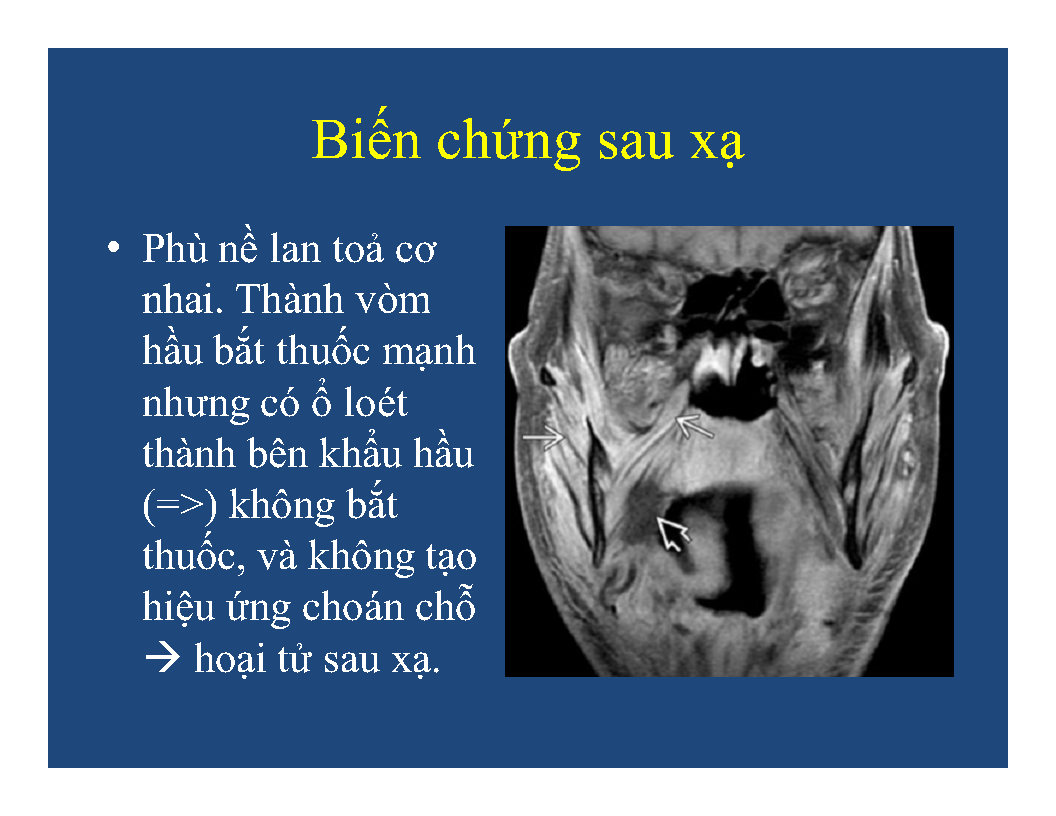 Biến chứng sau xạ
• Phù nề lan toả cơ
nhai. Thành vòm
hầu bắt thuốc mạnh
nhưng có ổ loét
thành bên khẩu hầu
(=>) không bắt
thuốc, và không tạo
hiệu ứng choán chỗ
→ hoại tử sau xạ.